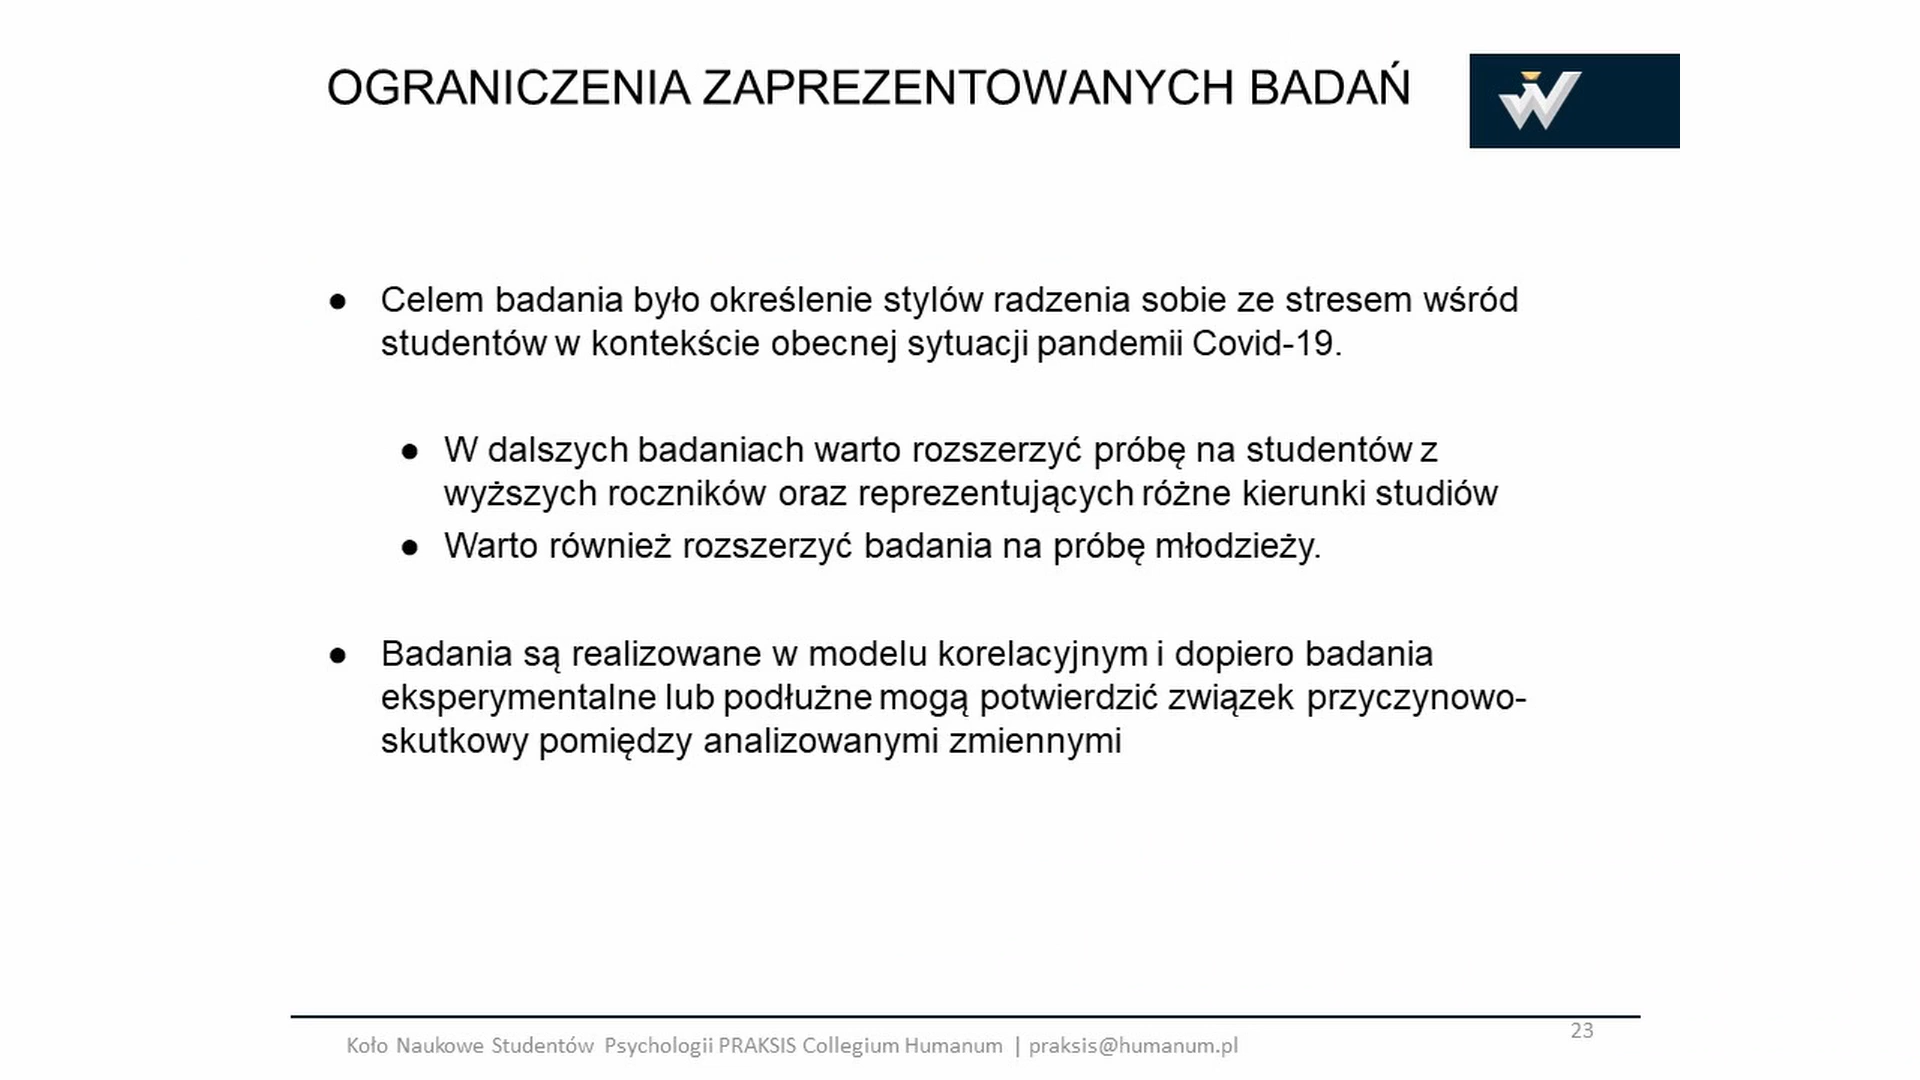 OGRANICZENIA ZAPREZENTOWANYCH BADAŃ
● Celem badania było określenie stylów radzenia sobie ze stresem wśród
studentów w kontekście obecnej sytuacji pandemii Covid-19.
● W dalszych badaniach warto rozszerzyć próbę na studentów z
wyższych roczników oraz reprezentujących różne kierunki studiów
● Warto również rozszerzyć badania na próbę młodzieży.
● Badania są realizowane w modelu korelacyjnym i dopiero badania
eksperymentalne lub podłużne mogą potwierdzić związek przyczynowo-
skutkowy pomiędzy analizowanymi zmiennymi
23
Koło Naukowe Studentów Psychologii PRAKSIS Collegium Humanum | praksis@humanum.pl